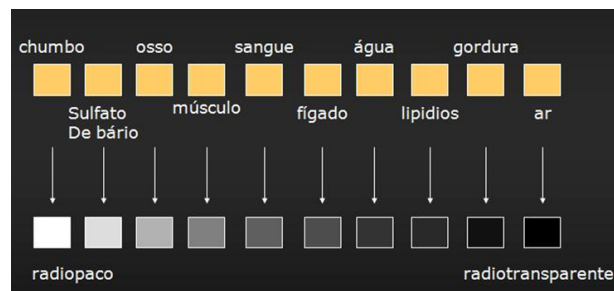 chumbo osso sangue água gordura
Sulfato músculo fígado lipidios ar
De bário
radiopaco radiotransparente